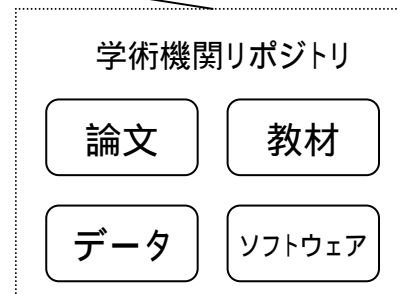 学術機関リポジトリ
論文
教材
データ
ソフトウェア